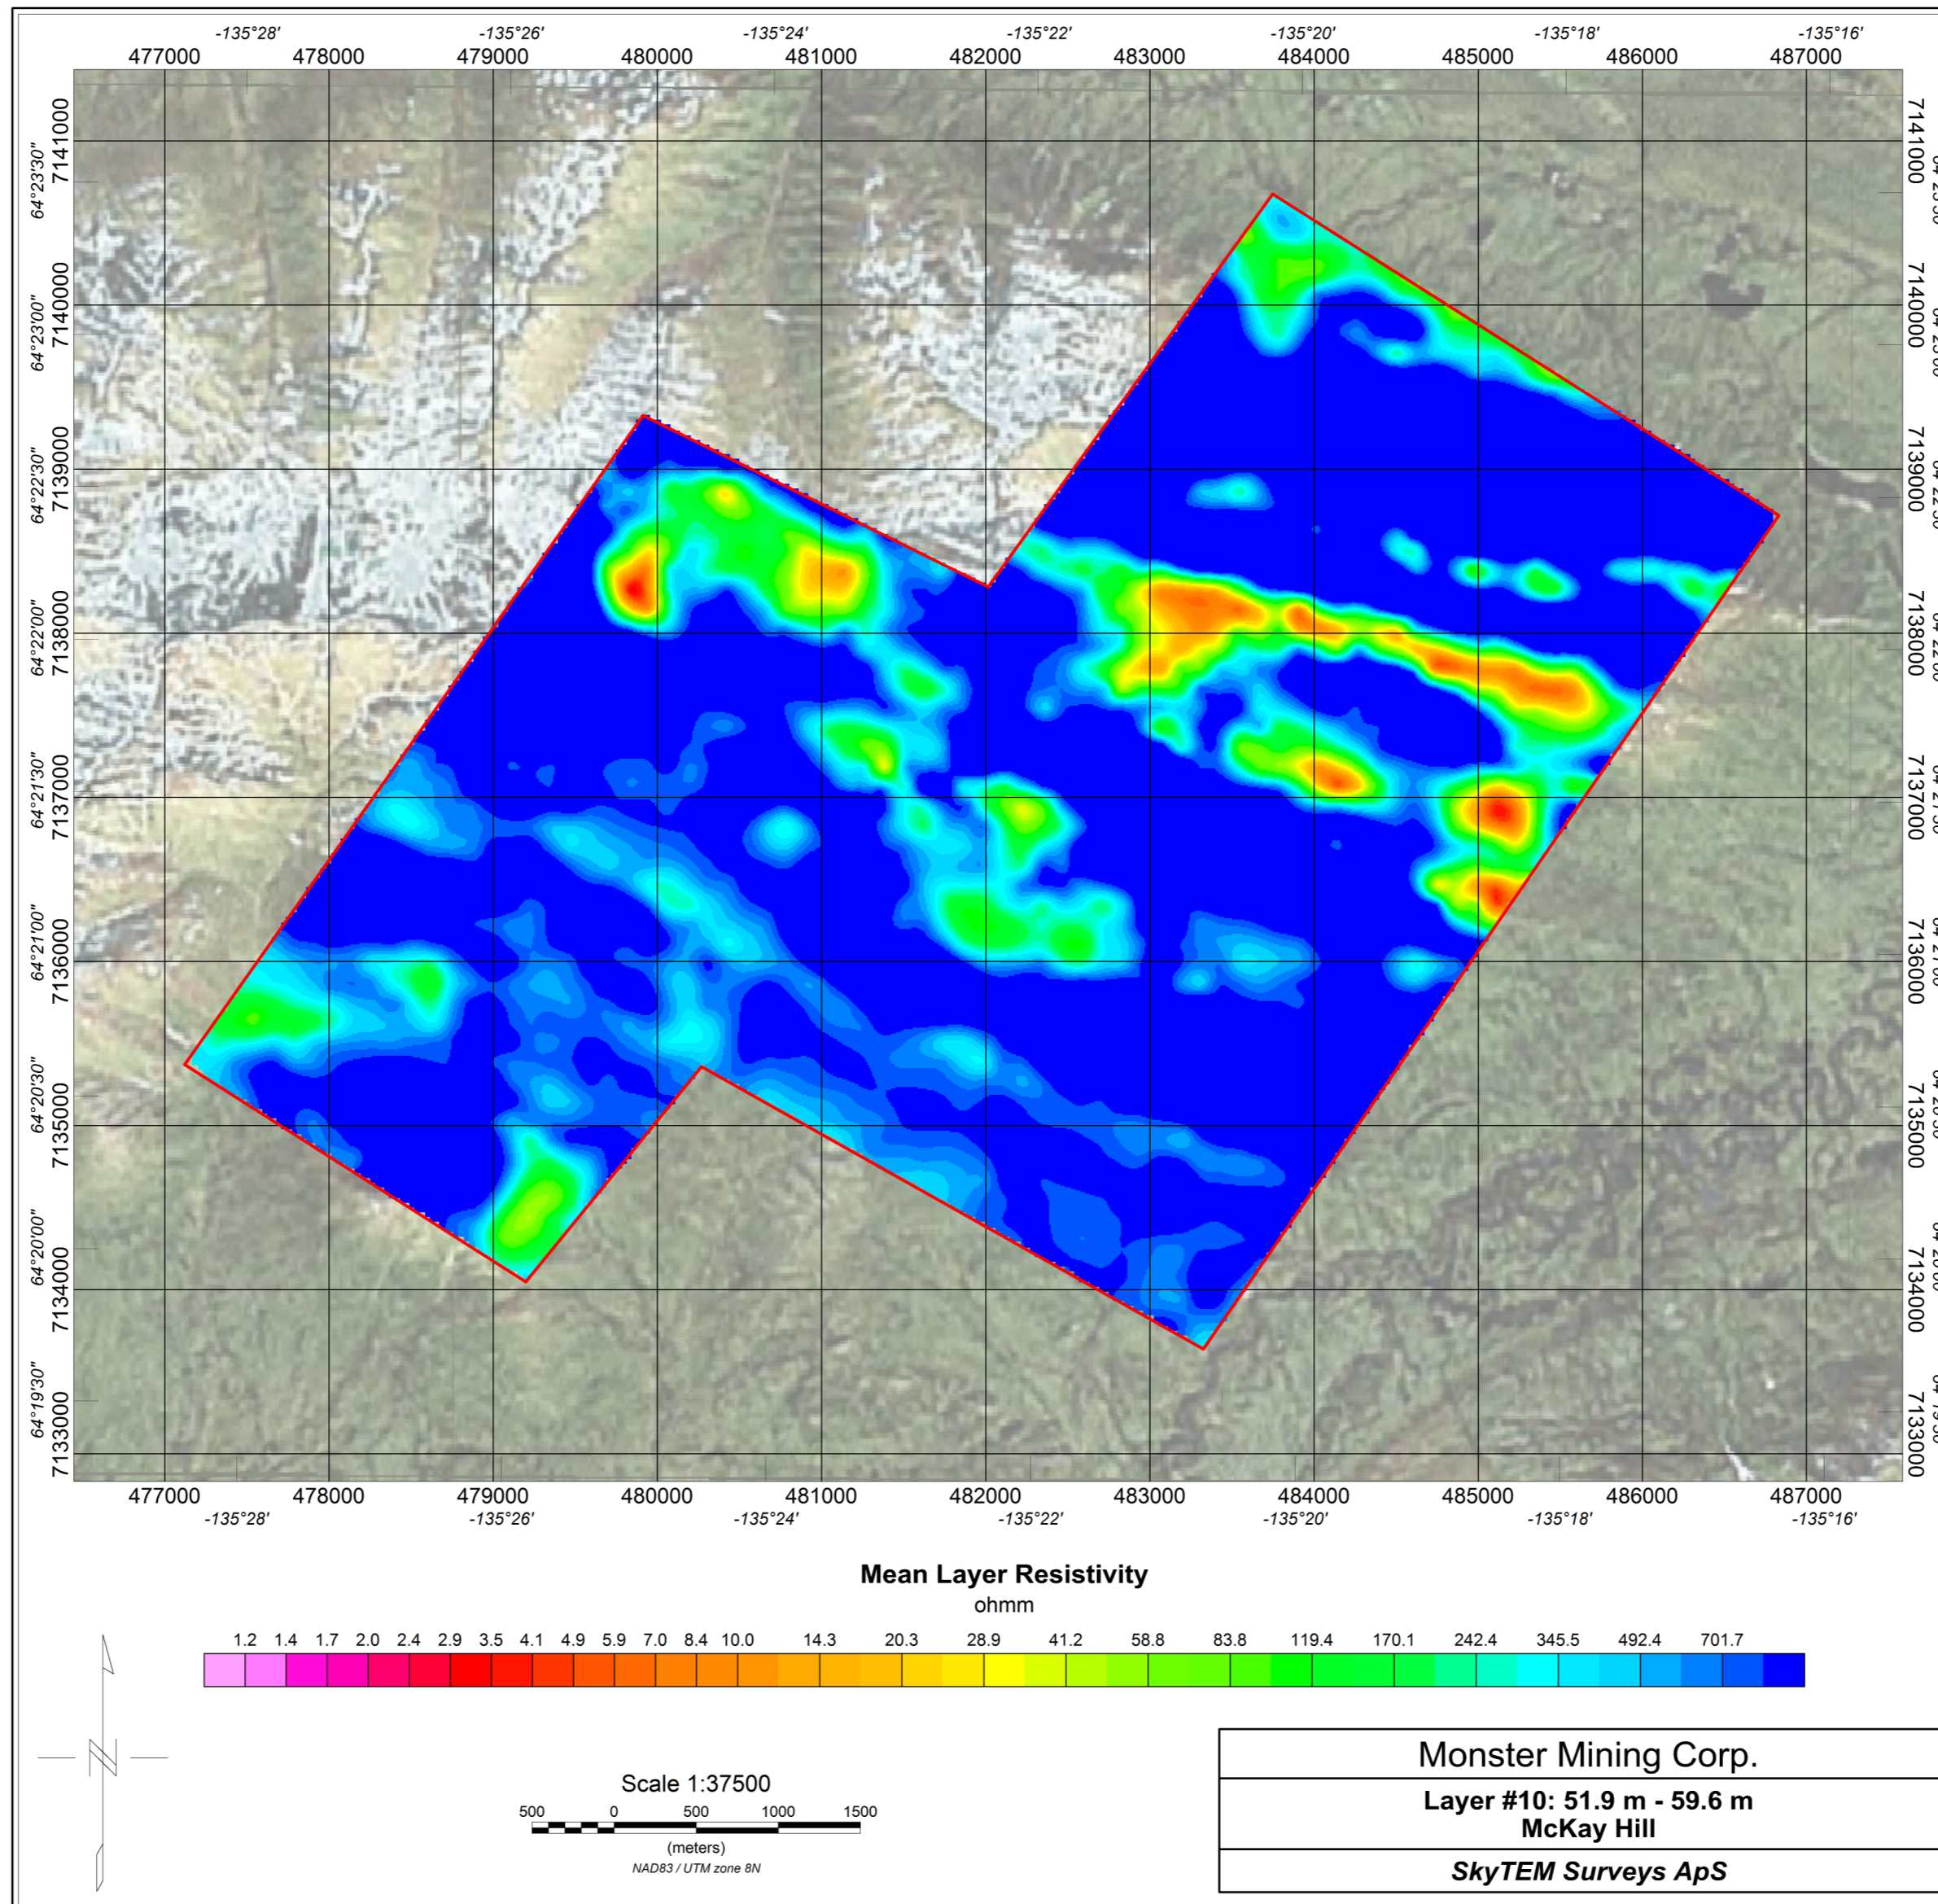 -135°28' -135°26' -135°24' -135°22' -135°20' -135°18' -135°16'
477000 478000 479000 480000 481000 482000 483000 484000 485000 486000 487000
64°23'30" 7141000 7141000
64°23'00" 7140000 7140000
64°22'30" 7139000 7139000
64°22'00" 7138000 7138000
64°21'30" 7137000 7137000
64°21'00" 7136000 7136000
64°20'30" 7135000 7135000
64°20'00" 7134000 7134000
64°19'30" 7133000 7133000
477000 478000 479000 480000 481000 482000 483000 484000 485000 486000 487000
-135°28' -135°26' -135°24' -135°22' -135°20' -135°18' -135°16'
Mean Layer Resistivity
ohmm
1.2 1.4 1.7 2.0 2.4 2.9 3.5 4.1 4.9 5.9 7.0 8.4 10.0 14.3 20.3 28.9 41.2 58.8 83.8 119.4 170.1 242.4 345.5 492.4 701.7
N
Scale 1:37500
500 0 500 1000 1500
(meters)
NAD83 / UTM zone 8N
Monster Mining Corp.
Layer #10: 51.9 m - 59.6 m
McKay Hill
SkyTEM Surveys ApS